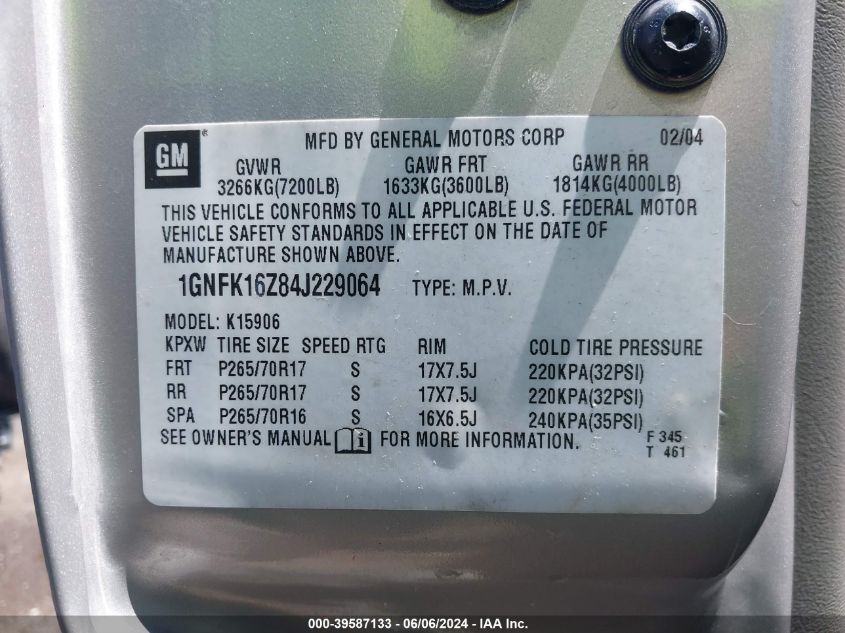 GM® MFD BY GENERAL MOTORS CORP 02/04
GVWR GAWR FRT GAWR RR
3266KG(7200LB) 1633KG(3600LB) 1814KG(4000LB)
THIS VEHICLE CONFORMS TO ALL APPLICABLE U.S. FEDERAL MOTOR
VEHICLE SAFETY STANDARDS IN EFFECT ON THE DATE OF
MANUFACTURE SHOWN ABOVE.
1GNFK16Z84J229064 TYPE: M.P.V.
MODEL: K15906
KPXW TIRE SIZE SPEED RTG RIM COLD TIRE PRESSURE
FRT P265/70R17 S 17X7.5J 220KPA(32PSI)
RR P265/70R17 S 17X7.5J 220KPA(32PSI)
SPA P265/70R16 S 16X6.5J 240KPA(35PSI)
SEE OWNER'S MANUAL i FOR MORE INFORMATION. F 345
T 461
000-39587133 - 06/06/2024 - IAA Inc.